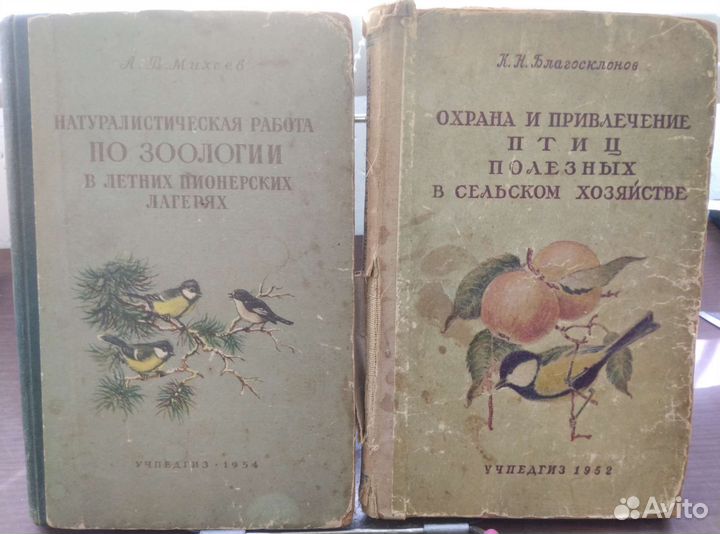 А. В. Михеев
НАТУРАЛИСТИЧЕСКАЯ РАБОТА
ПО ЗООЛОГИИ
В ЛЕТНИХ ПИОНЕРСКИХ
ЛАГЕРЯХ
УЧПЕДГИЗ · 1954
К. Н. Благосклонов
ОХРАНА И ПРИВЛЕЧЕНИЕ
ПТИЦ
ПОЛЕЗНЫХ
В СЕЛЬСКОМ ХОЗЯЙСТВЕ
УЧПЕДГИЗ 1952
Avito